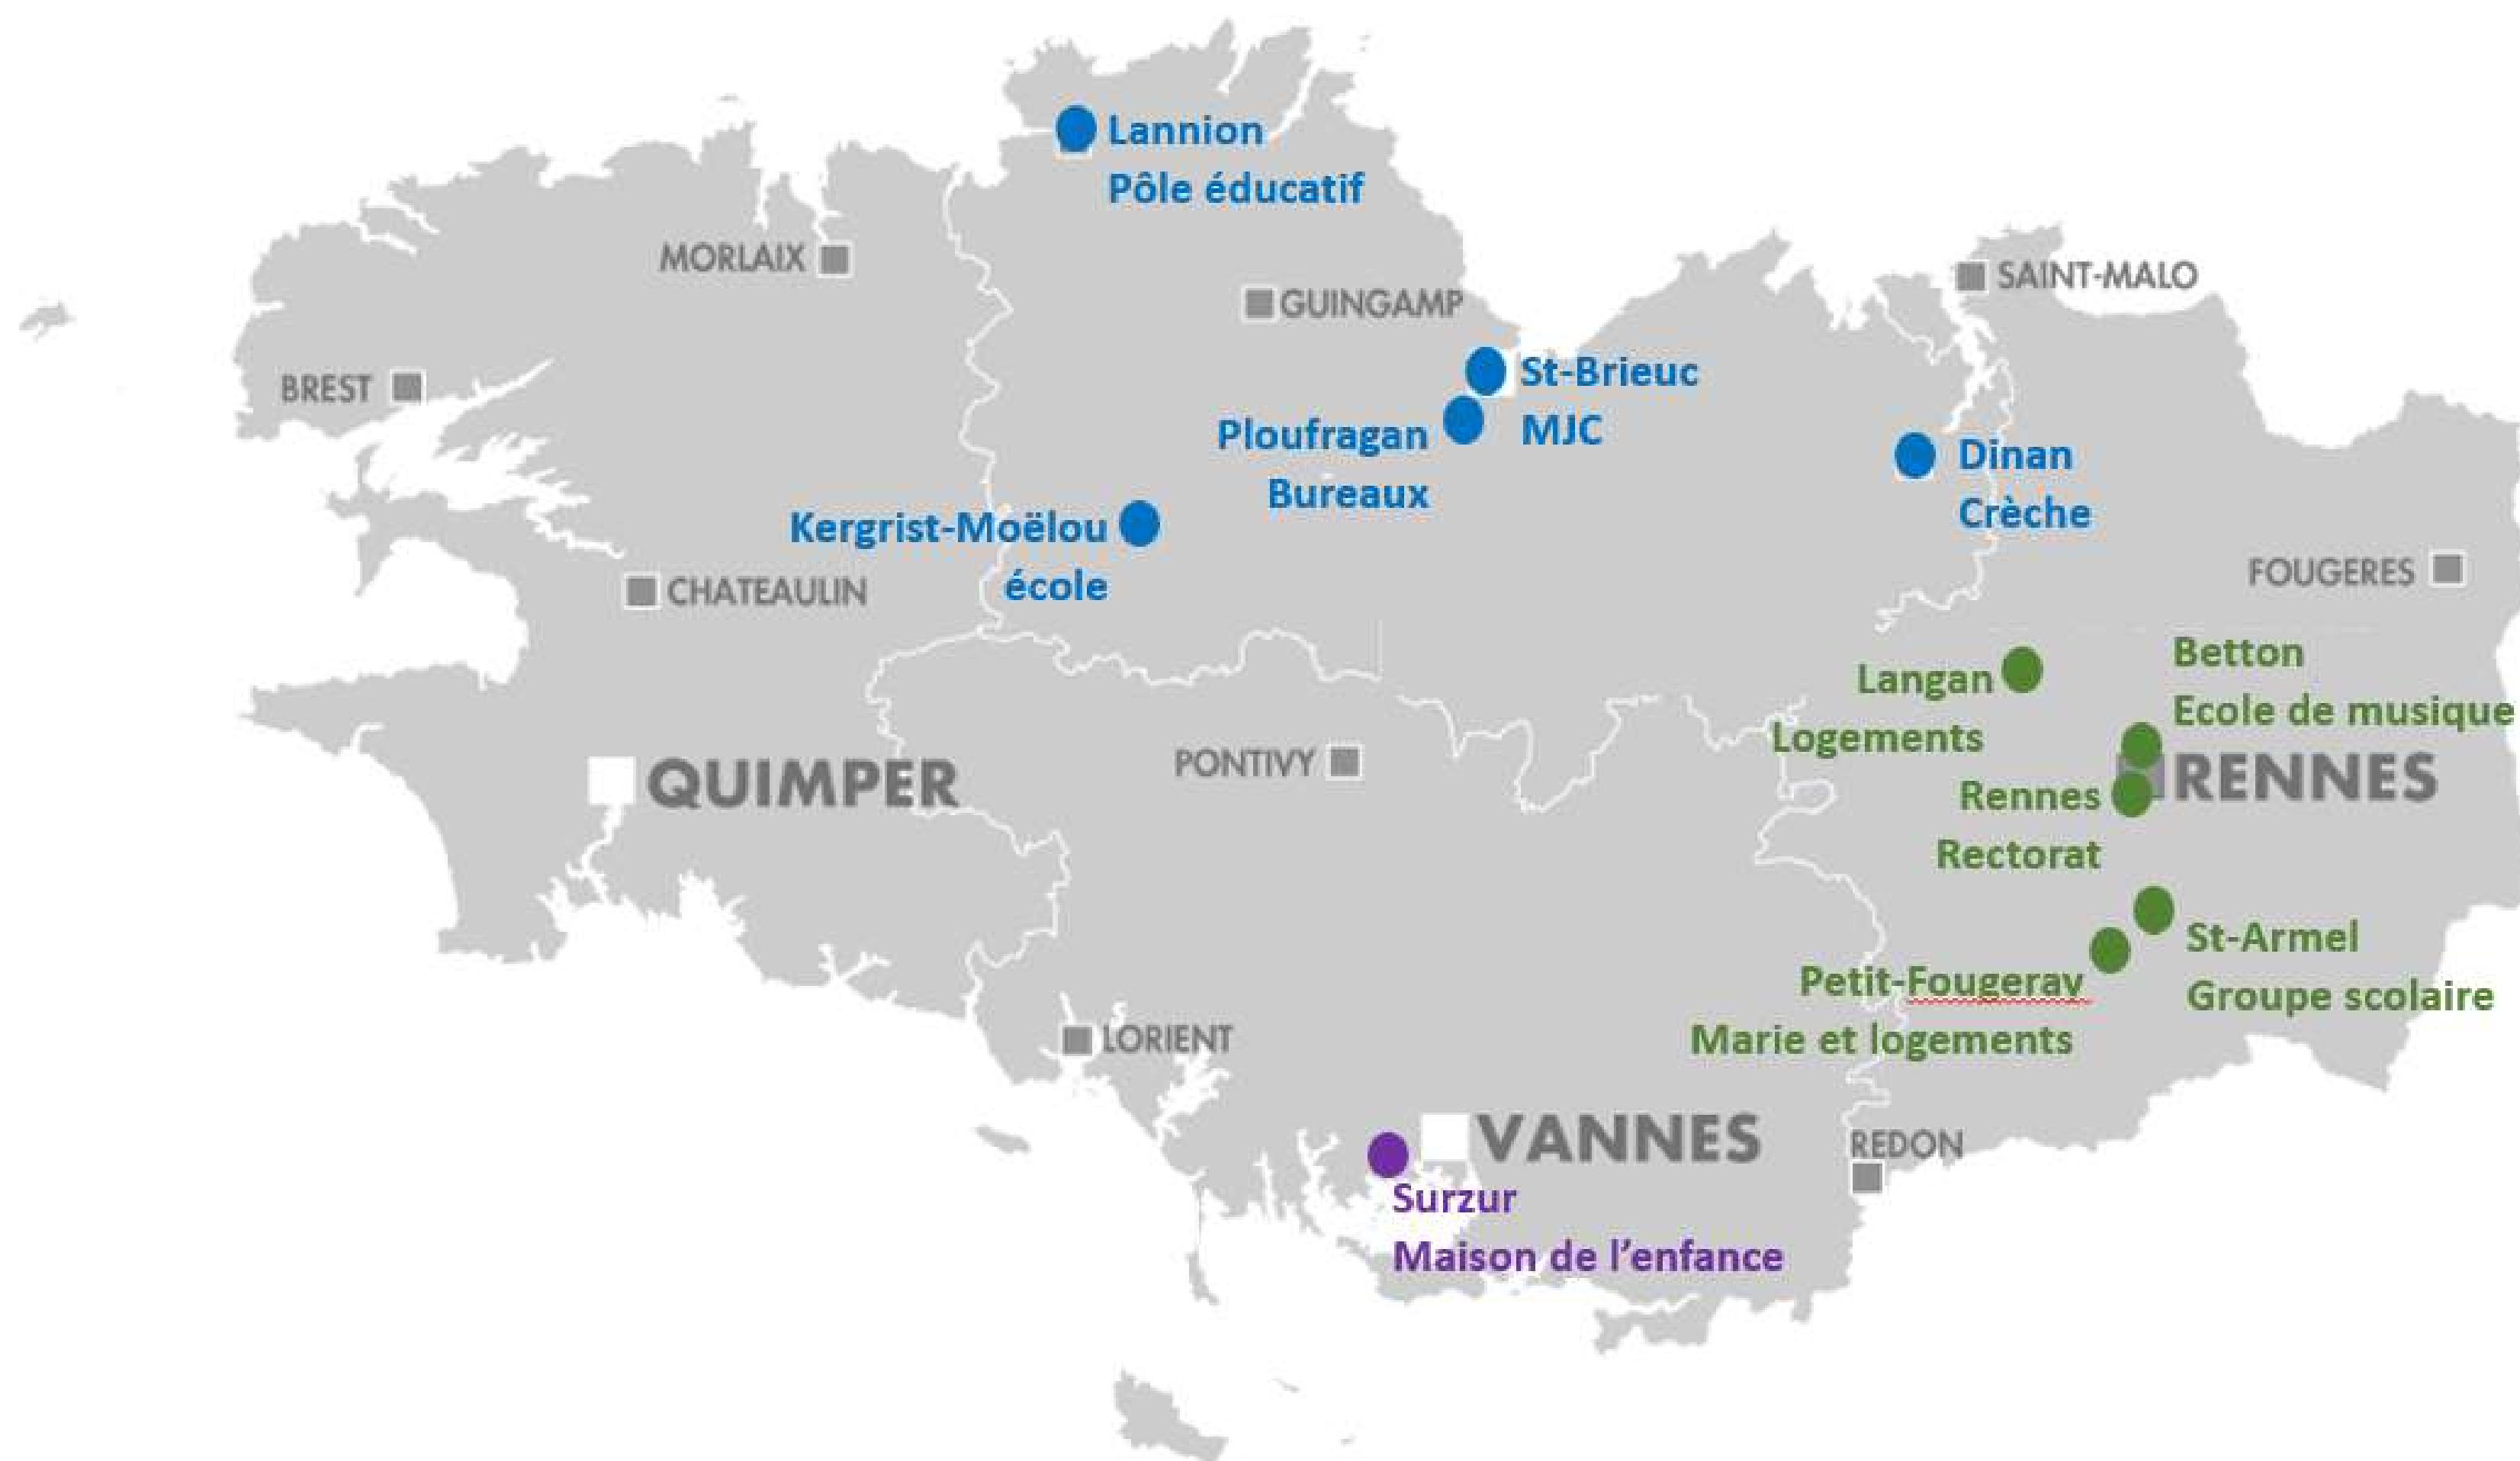 Lannion
Pôle éducatif
MORLAIX
SAINT-MALO
GUINGAMP
BREST
St-Brieuc
MJC
Ploufragan
Bureaux
Dinan
Crèche
Kergrist-Moëlou
école
CHATEAULIN
FOUGERES
Betton
Ecole de musique
Langan
Logements
QUIMPER
PONTIVY
RENNES
Rennes
Rectorat
St-Armel
Groupe scolaire
Petit-Fougeray
Marie et logements
LORIENT
VANNES
REDON
Surzur
Maison de l’enfance